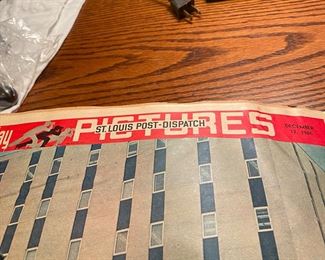 PICTURES
ST. LOUIS POST-DISPATCH
DECEMBER